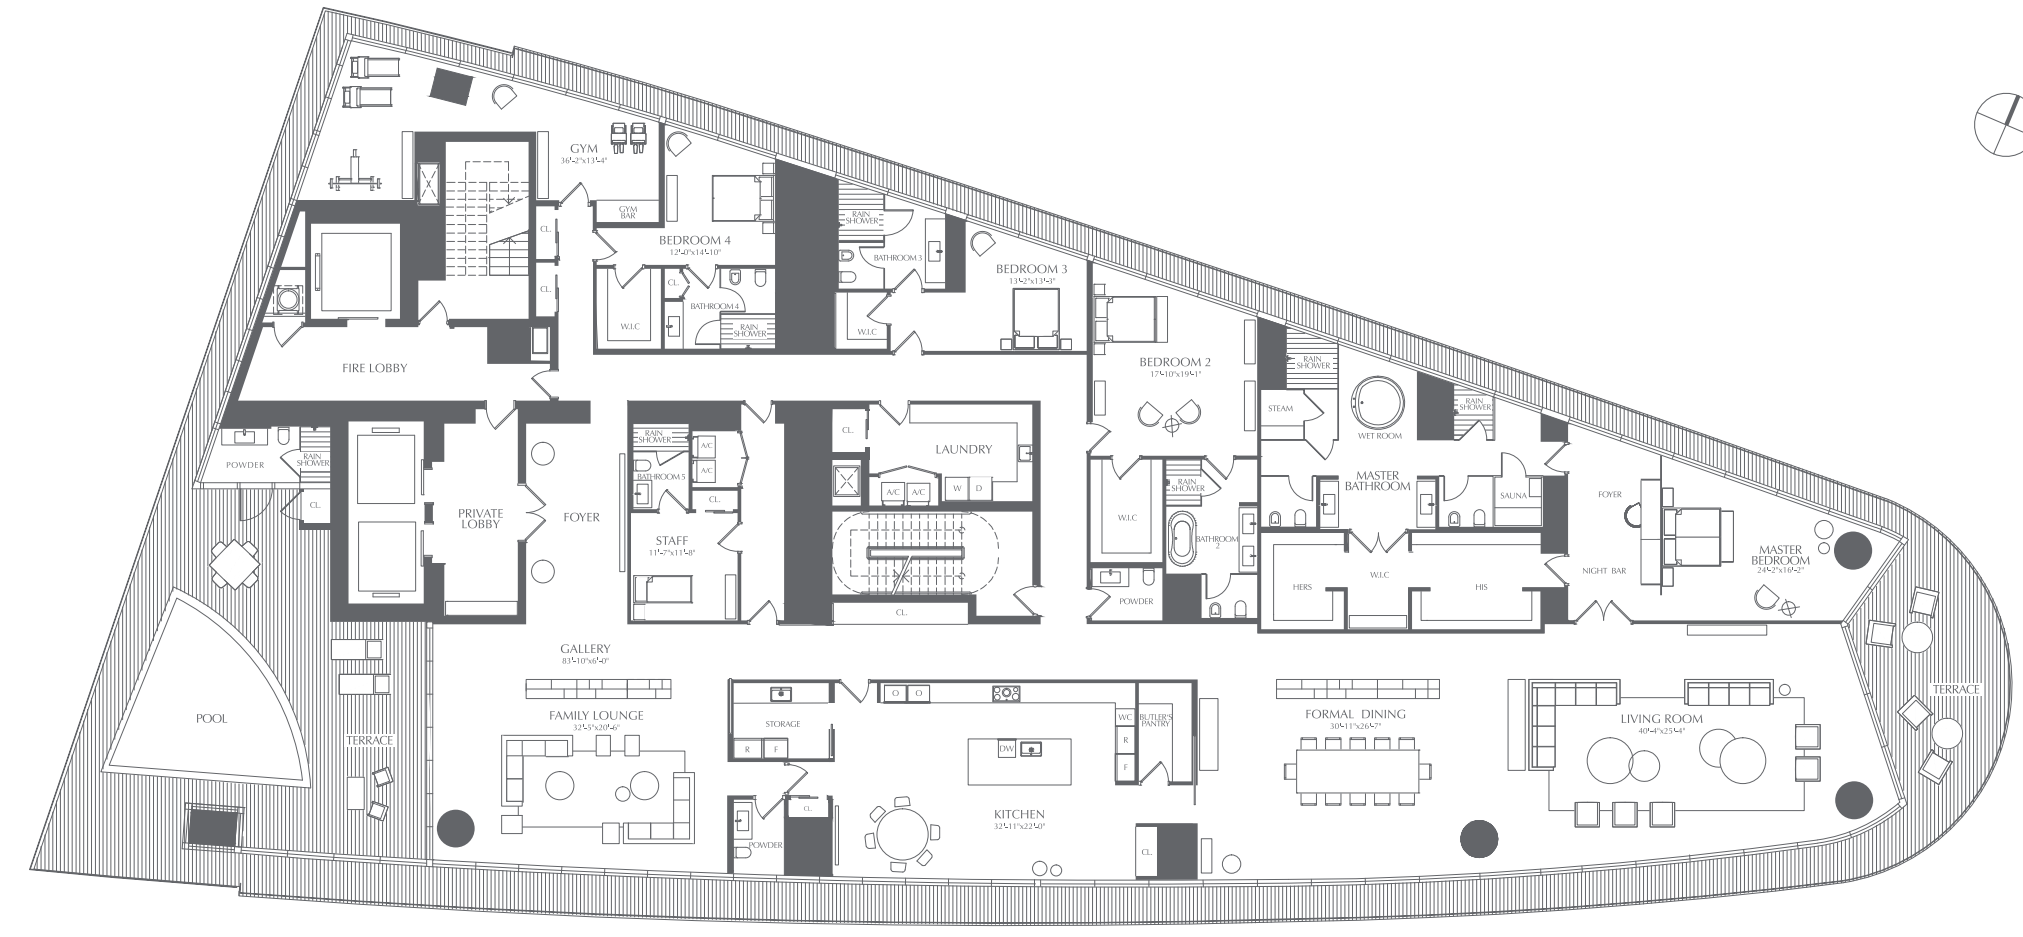 GYM
36'-2"x13'-4"
GYM
BAR
CL.
CL.
BEDROOM 4
12'-0"x14'-10"
W.I.C
CL.
BATHROOM 4
RAIN
SHOWER
RAIN
SHOWER
BATHROOM 3
W.I.C
BEDROOM 3
13'-2"x13'-3"
BEDROOM 2
17'-10"x19'-1"
RAIN
SHOWER
STEAM
WET ROOM
RAIN
SHOWER
FIRE LOBBY
POWDER
RAIN
SHOWER
CL.
PRIVATE
LOBBY
FOYER
RAIN
SHOWER
A/C
A/C
BATHROOM 5
CL.
STAFF
11'-7"x11'-8"
CL.
LAUNDRY
A/C
A/C
W
D
CL.
W.I.C
RAIN
SHOWER
BATHROOM
2
POWDER
MASTER
BATHROOM
SAUNA
HERS
W.I.C
HIS
FOYER
NIGHT BAR
MASTER
BEDROOM
24'-2"x16'-2"
GALLERY
83'-10"x6'-0"
POOL
TERRACE
FAMILY LOUNGE
32'-5"x20'-6"
STORAGE
R
F
CL.
POWDER
O
O
DW
WC
R
F
BUTLER'S
PANTRY
KITCHEN
32'-11"x22'-0"
CL.
FORMAL DINING
30'-11"x26'-7"
LIVING ROOM
40'-4"x25'-4"
TERRACE